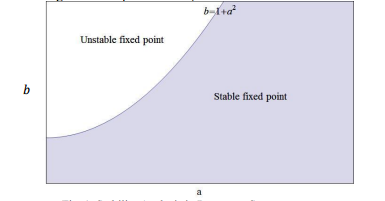 b=1+a²
Unstable fixed point
Stable fixed point
b
a